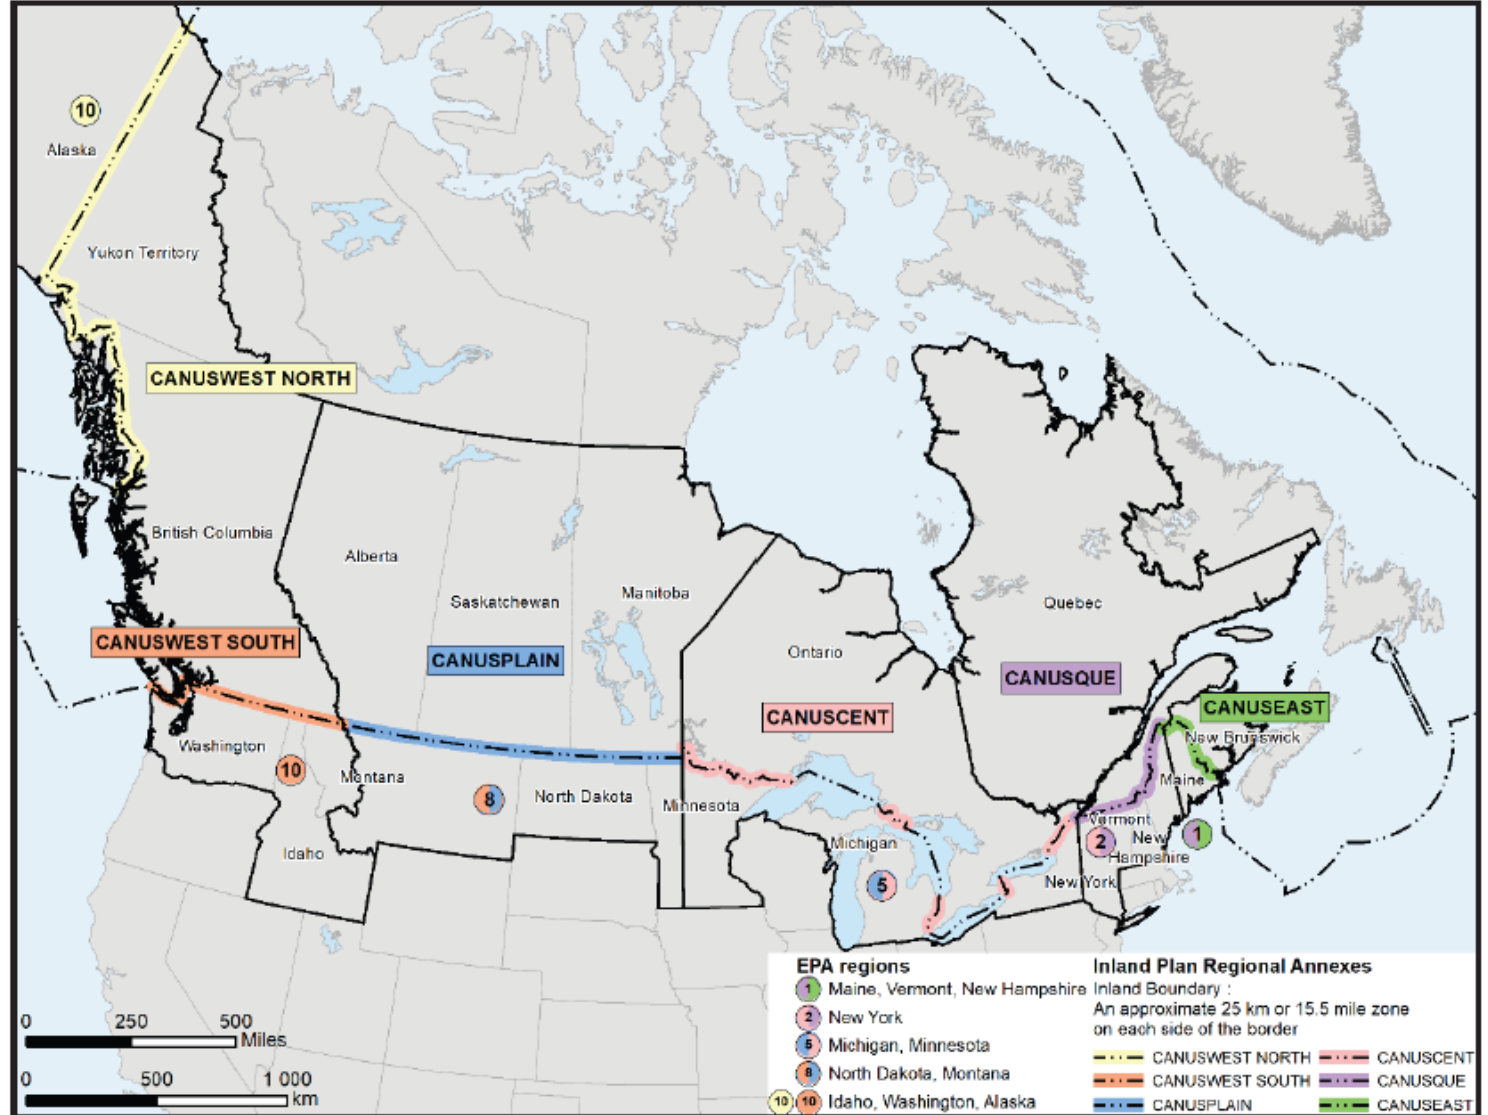 10
Alaska
Yukon Territory
CANUSWEST NORTH
British Columbia
Alberta
Saskatchewan
Manitoba
Ontario
Quebec
CANUSWEST SOUTH
CANUSPLAIN
CANUSCENT
CANUSQUE
CANUSEAST
New Brunswick
Washington
10
Montana
8
North Dakota
Minnesota
Maine
Idaho
Michigan
5
Vermont
2
New
Hampshire
1
New York
0 250 500
Miles
0 500 1 000
km
EPA regions
1 Maine, Vermont, New Hampshire
2 New York
5 Michigan, Minnesota
8 North Dakota, Montana
10 10 Idaho, Washington, Alaska
Inland Plan Regional Annexes
Inland Boundary :
An approximate 25 km or 15.5 mile zone
on each side of the border
CANUSWEST NORTH CANUSCENT
CANUSWEST SOUTH CANUSQUE
CANUSPLAIN CANUSEAST